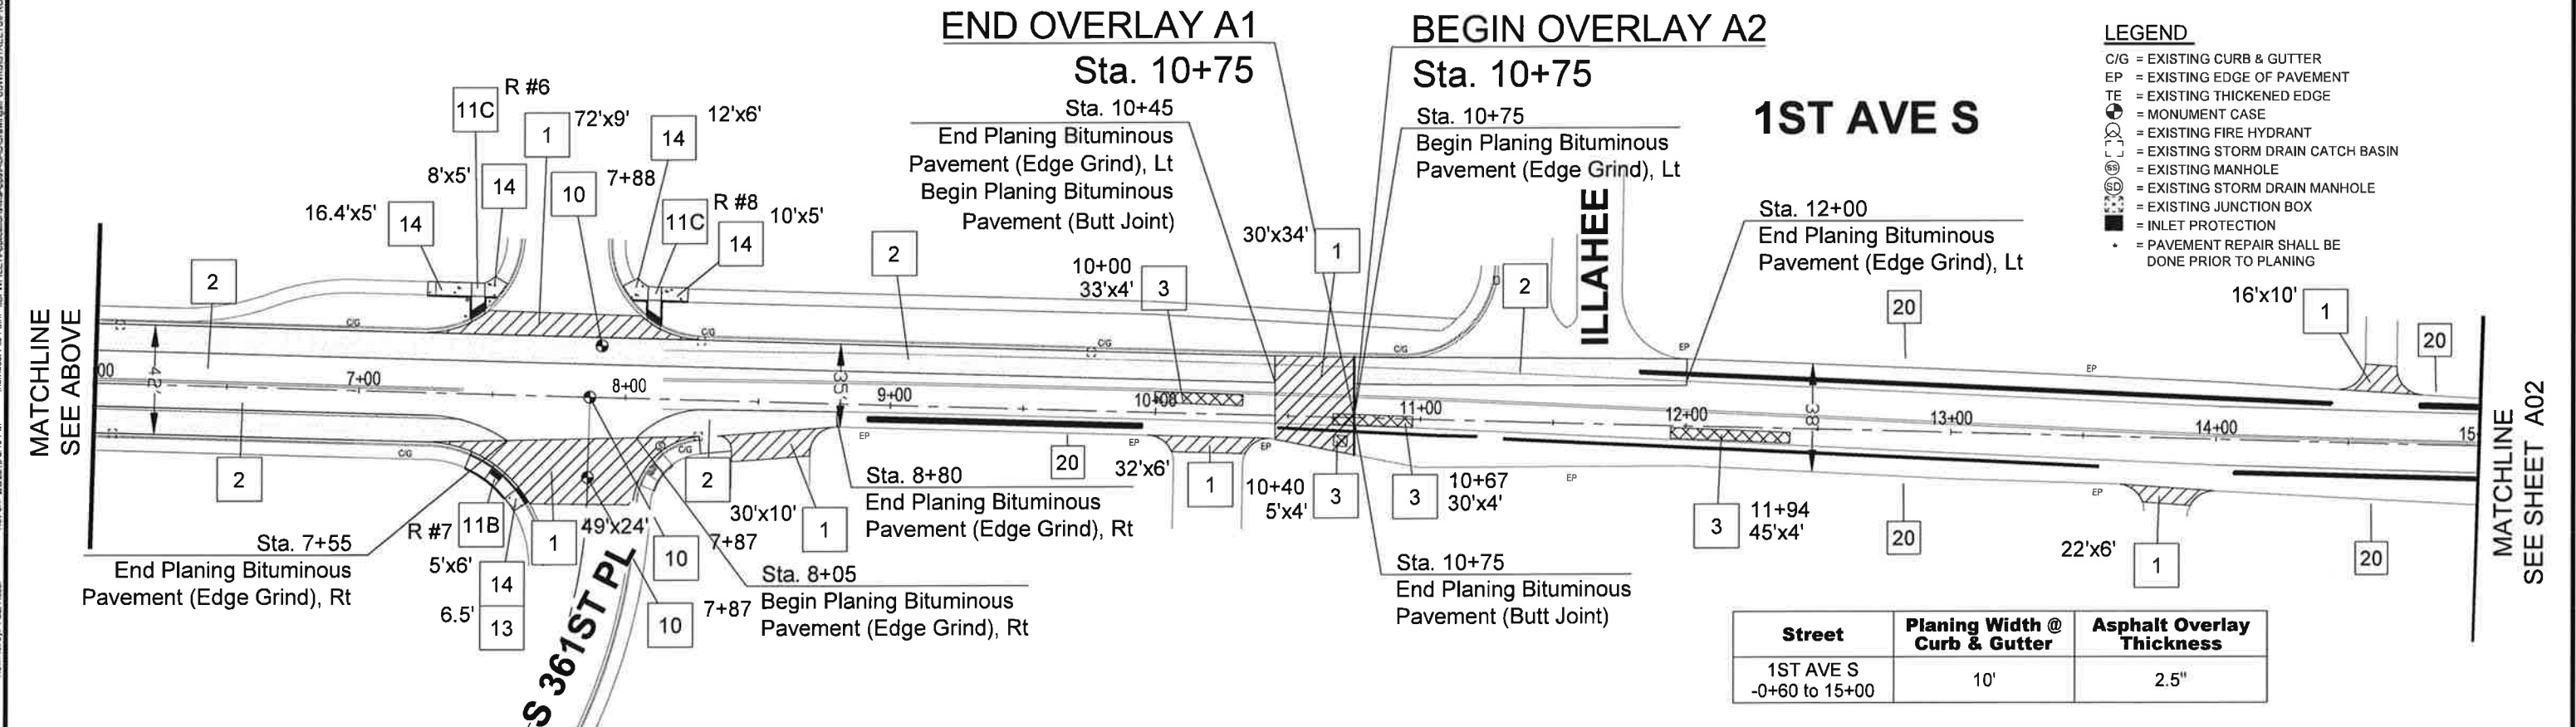 END OVERLAY A1
Sta. 10+75
BEGIN OVERLAY A2
Sta. 10+75
Sta. 10+45
End Planing Bituminous
Pavement (Edge Grind), Lt
Begin Planing Bituminous
Pavement (Butt Joint)
Sta. 10+75
Begin Planing Bituminous
Pavement (Edge Grind), Lt
1ST AVE S
LEGEND
C/G = EXISTING CURB & GUTTER
EP = EXISTING EDGE OF PAVEMENT
TE = EXISTING THICKENED EDGE
= MONUMENT CASE
= EXISTING FIRE HYDRANT
= EXISTING STORM DRAIN CATCH BASIN
SS = EXISTING MANHOLE
SD = EXISTING STORM DRAIN MANHOLE
= EXISTING JUNCTION BOX
= INLET PROTECTION
* = PAVEMENT REPAIR SHALL BE
DONE PRIOR TO PLANING
R #6
11C
1
72'x9'
14
12'x6'
8'x5'
14
10
7+88
16.4'x5'
14
11C
R #8
14
10'x5'
2
2
10+00
33'x4'
3
30'x34'
1
2
ILLAHEE
Sta. 12+00
End Planing Bituminous
Pavement (Edge Grind), Lt
20
16'x10'
1
20
MATCHLINE
SEE ABOVE
C/G
C/G
C/G
C/G
EP
EP
00
42'
7+00
8+00
35'
9+00
10+00
11+00
12+00
38'
13+00
14+00
15
MATCHLINE
SEE SHEET A02
C/G
C/G
EP
EP
EP
EP
EP
2
2
20
32'x6'
1
10+40
5'x4'
3
3
10+67
30'x4'
3
11+94
45'x4'
20
22'x6'
1
20
Sta. 7+55
End Planing Bituminous
Pavement (Edge Grind), Rt
R #7
11B
1
49'x24'
5'x6'
14
6.5'
13
S 361ST PL
10
7+87
10
7+87
30'x10'
1
Sta. 8+80
End Planing Bituminous
Pavement (Edge Grind), Rt
Sta. 8+05
Begin Planing Bituminous
Pavement (Edge Grind), Rt
Sta. 10+75
End Planing Bituminous
Pavement (Butt Joint)
Street
Planing Width @
Curb & Gutter
Asphalt Overlay
Thickness
1ST AVE S
-0+60 to 15+00
10'
2.5"